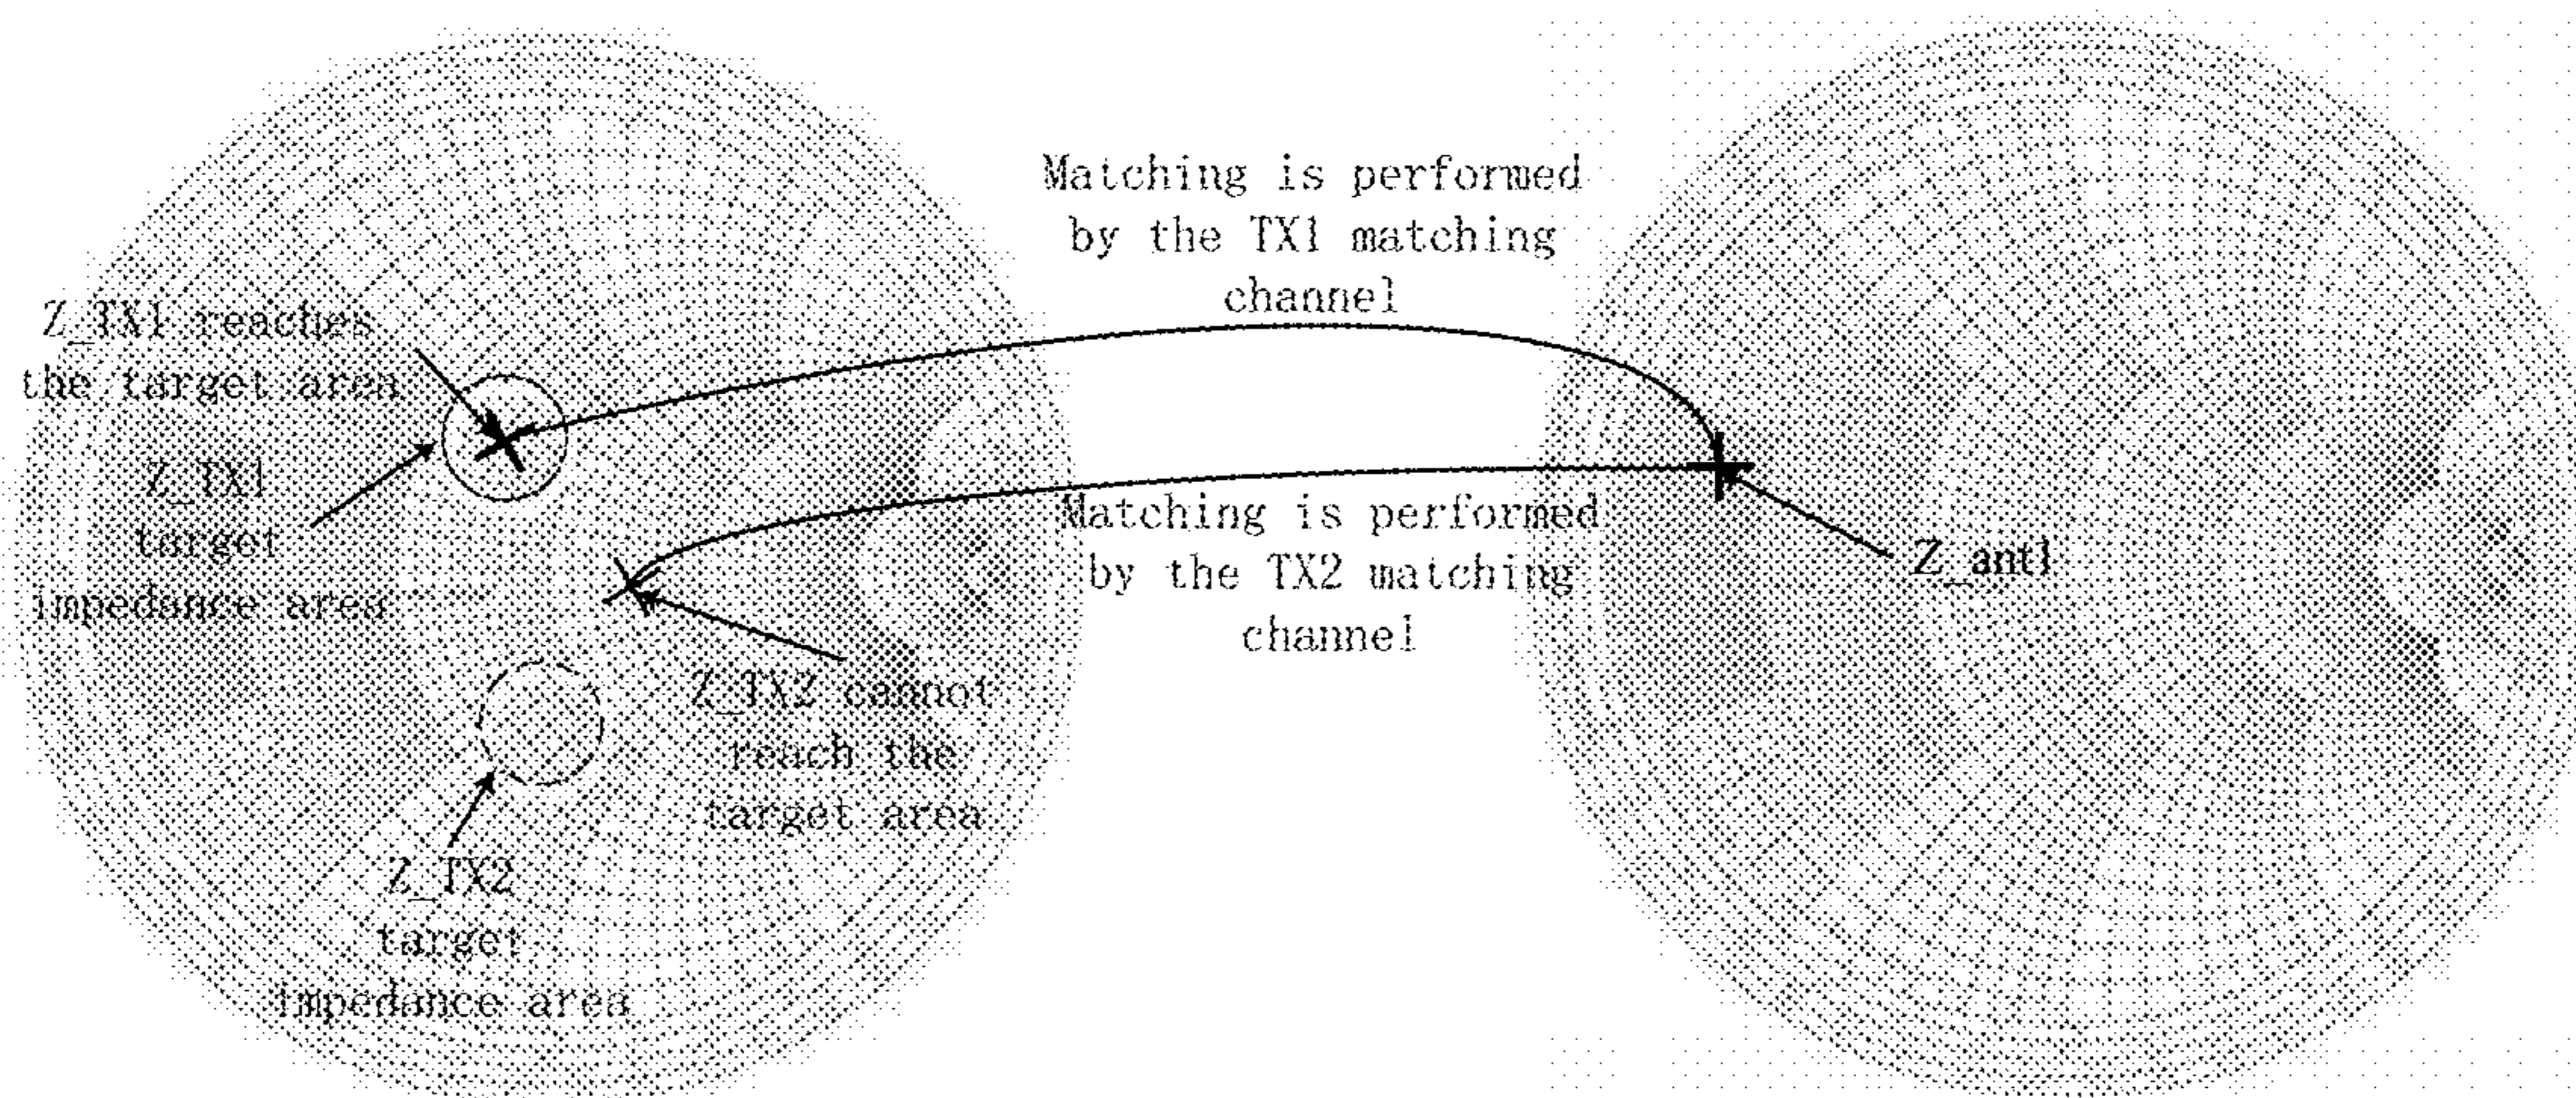 Matching is performed
by the TX1 matching
channel
Z_TX1 reaches
the target area
Z_TX1
target
impedance area
Matching is performed
by the TX2 matching
channel
Z_ant1
Z_TX2 cannot
reach the
target area
Z_TX2
target
impedance area